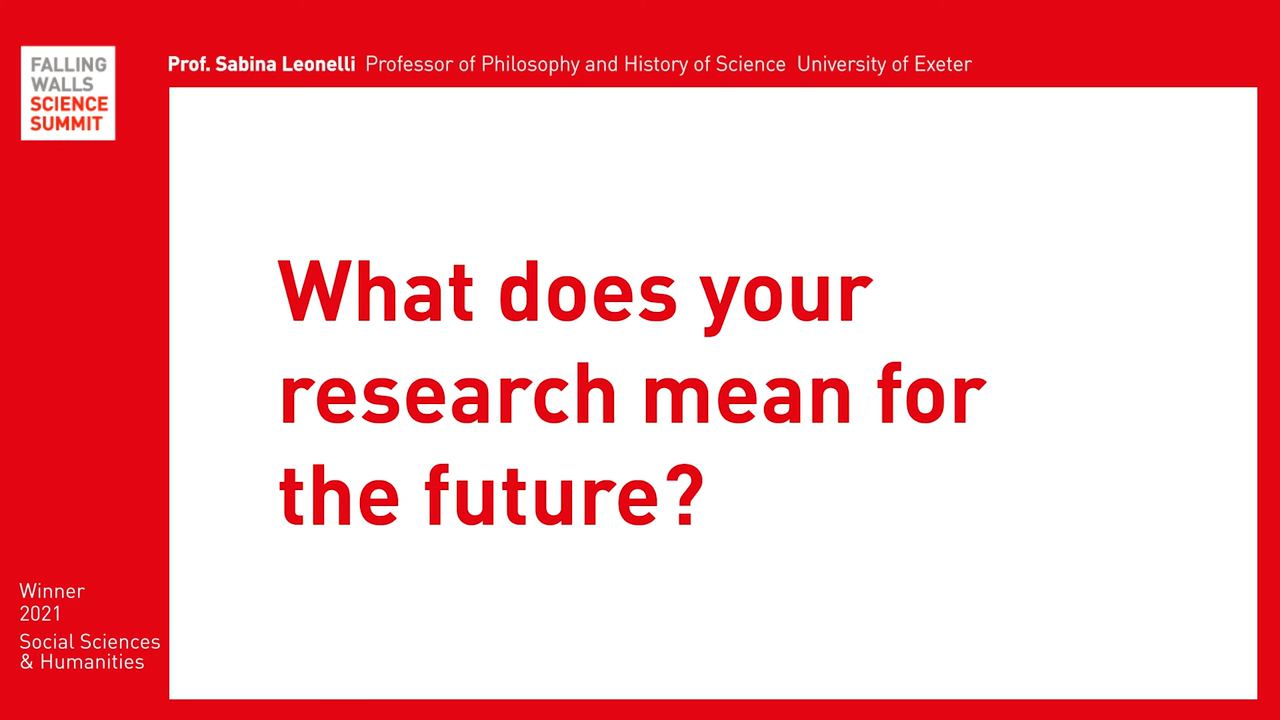 FALLING
WALLS
SCIENCE
SUMMIT
Prof. Sabina Leonelli Professor of Philosophy and History of Science University of Exeter
What does your
research mean for
the future?
Winner
2021
Social Sciences
& Humanities